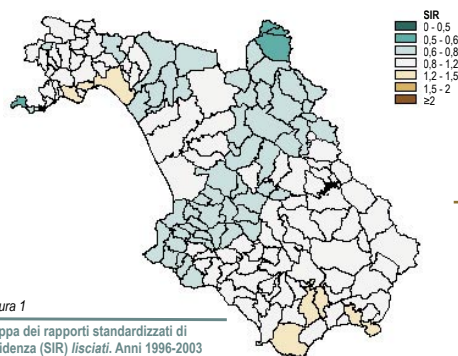 SIR
0 - 0,5
0,5 - 0,6
0,6 - 0,8
0,8 - 1,2
1,2 - 1,5
1,5 - 2
≥2
ura 1
ppa dei rapporti standardizzati di
idenza (SIR) lisciati. Anni 1996-2003